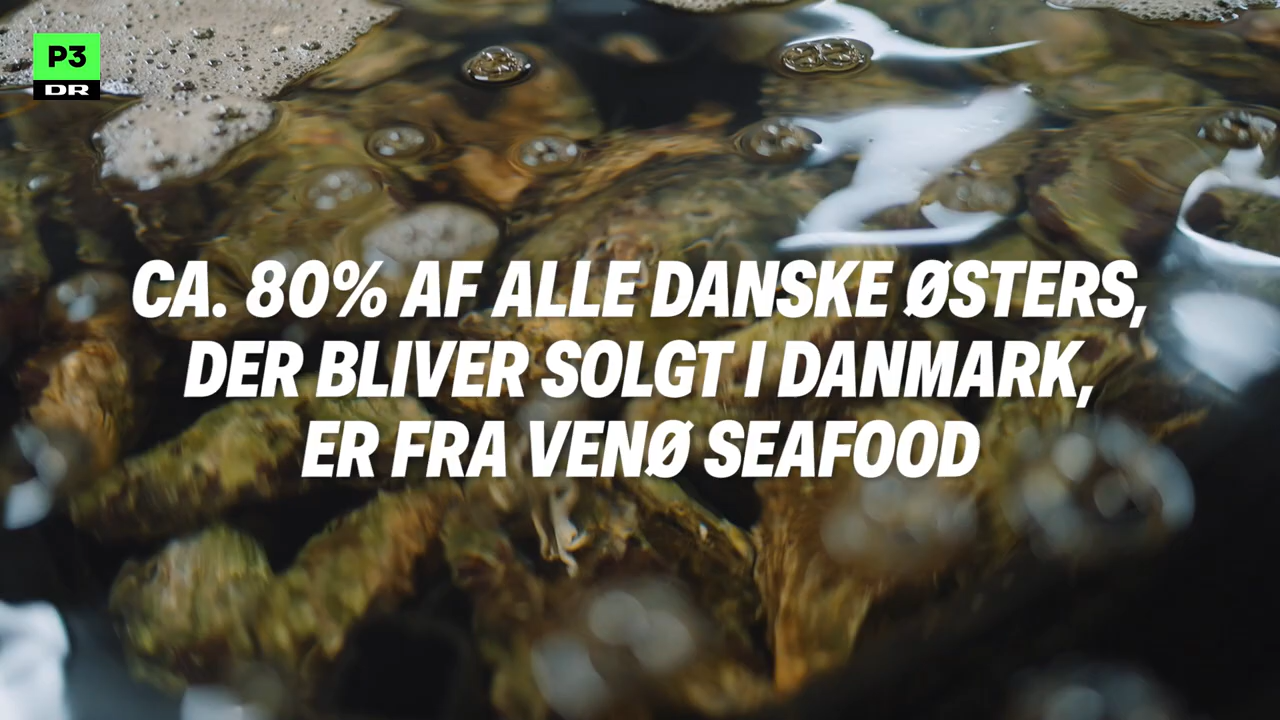 P3
DR
CA. 80% AF ALLE DANSKE ØSTERS,
DER BLIVER SOLGT I DANMARK,
ER FRA VENØ SEAFOOD